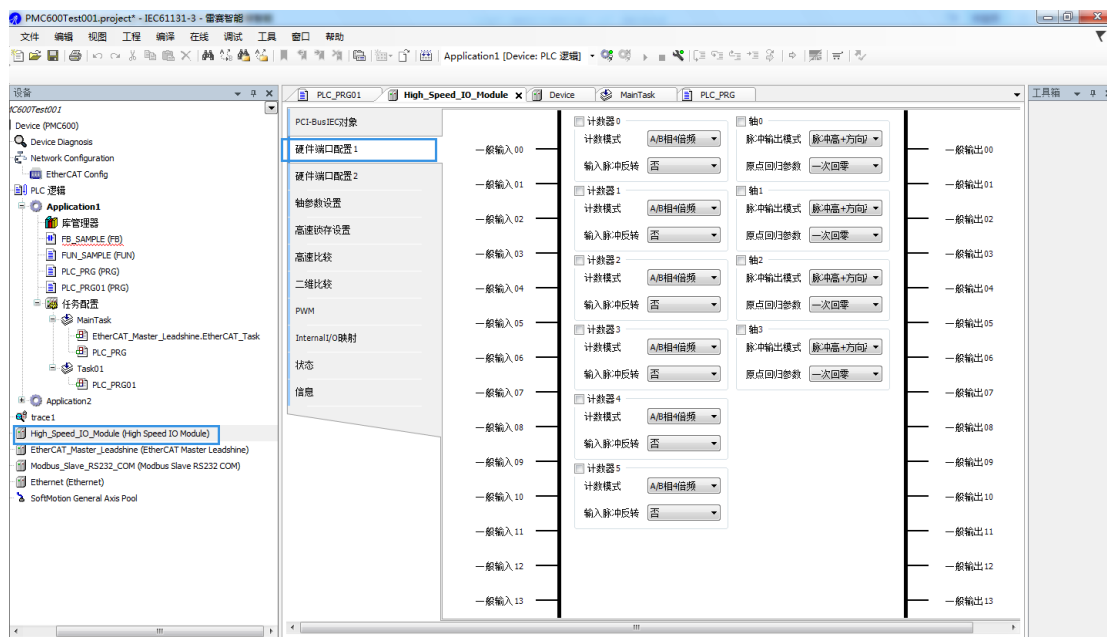 PMC600Test001.project* - IEC61131-3 - 雷赛智能
文件 编辑 视图 工程 编译 在线 调试 工具 窗口 帮助
Application1 [Device: PLC 逻辑]
设备
PLC_PRG01 High_Speed_IO_Module Device MainTask PLC_PRG
工具箱
C600Test001
Device (PMC600)
Device Diagnosis
Network Configuration
EtherCAT Config
PLC 逻辑
Application1
库管理器
FB_SAMPLE (FB)
FUN_SAMPLE (FUN)
PLC_PRG (PRG)
PLC_PRG01 (PRG)
任务配置
MainTask
EtherCAT_Master_Leadshine.EtherCAT_Task
PLC_PRG
Task01
PLC_PRG01
Application2
trace1
High_Speed_IO_Module (High Speed IO Module)
EtherCAT_Master_Leadshine (EtherCAT Master Leadshine)
Modbus_Slave_RS232_COM (Modbus Slave RS232 COM)
Ethernet (Ethernet)
SoftMotion General Axis Pool
PCI-BusIEC对象
硬件端口配置1
硬件端口配置2
轴参数设置
高速锁存设置
高速比较
二维比较
PWM
InternalI/O映射
状态
信息
一般输入00
一般输入01
一般输入02
一般输入03
一般输入04
一般输入05
一般输入06
一般输入07
一般输入08
一般输入09
一般输入10
一般输入11
一般输入12
一般输入13
计数器0
计数模式 A/B相4倍频
输入脉冲反转 否
计数器1
计数模式 A/B相4倍频
输入脉冲反转 否
计数器2
计数模式 A/B相4倍频
输入脉冲反转 否
计数器3
计数模式 A/B相4倍频
输入脉冲反转 否
计数器4
计数模式 A/B相4倍频
输入脉冲反转 否
计数器5
计数模式 A/B相4倍频
输入脉冲反转 否
轴0
脉冲输出模式 脉冲高+方向
原点回归参数 一次回零
轴1
脉冲输出模式 脉冲高+方向
原点回归参数 一次回零
轴2
脉冲输出模式 脉冲高+方向
原点回归参数 一次回零
轴3
脉冲输出模式 脉冲高+方向
原点回归参数 一次回零
一般输出00
一般输出01
一般输出02
一般输出03
一般输出04
一般输出05
一般输出06
一般输出07
一般输出08
一般输出09
一般输出10
一般输出11
一般输出12
一般输出13